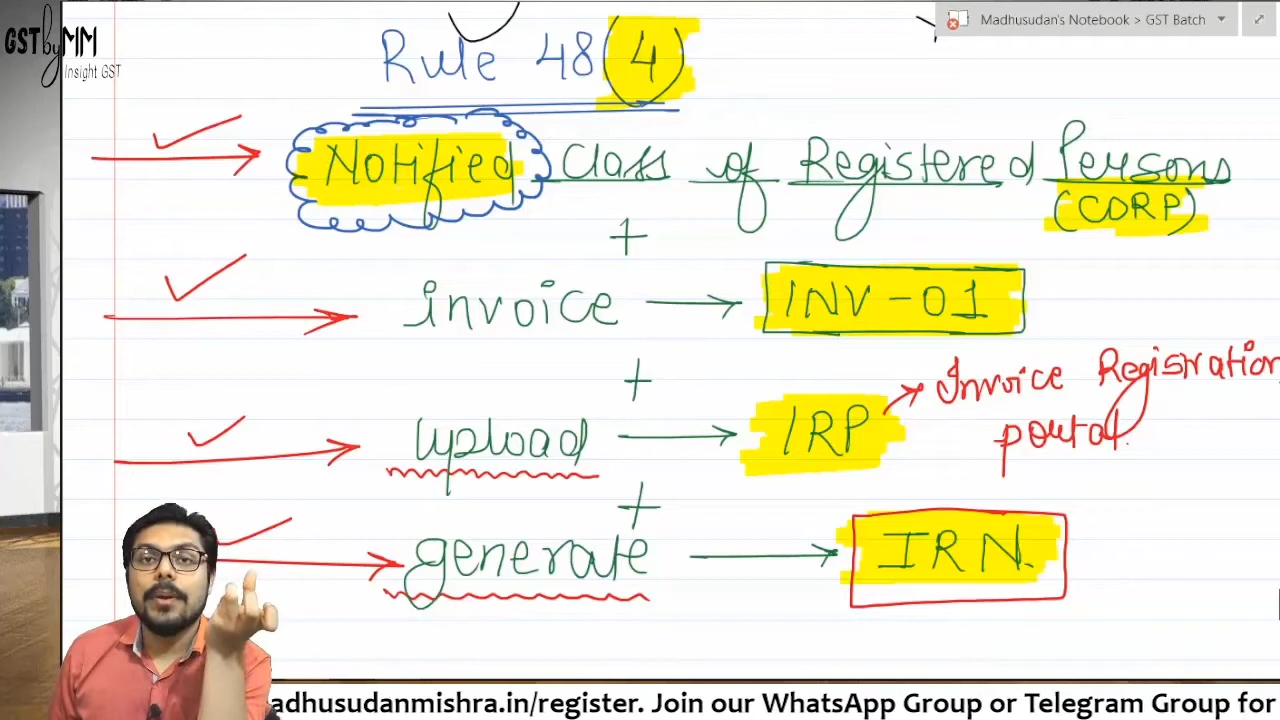 GST by MM
Insight GST
Madhusudan's Notebook > GST Batch
Rule 48(4)
Notified Class of Registered Persons
(CORP)
+
invoice → INV-01
+
upload → IRP → Invoice Regisration
portal.
+
generate → IRN.
adhusudanmishra.in/register. Join our WhatsApp Group or Telegram Group for